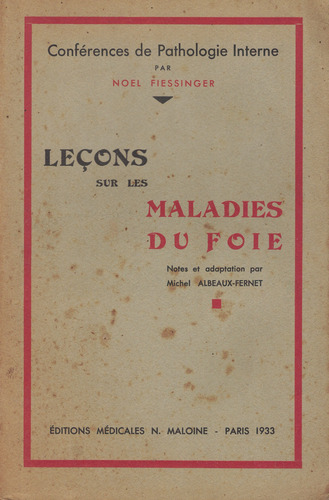 Conférences de Pathologie Interne
PAR
NOEL FIESSINGER
LEÇONS
SUR LES
MALADIES
DU FOIE
Notes et adaptation par
Michel ALBEAUX-FERNET
ÉDITIONS MÉDICALES N. MALOINE - PARIS 1933